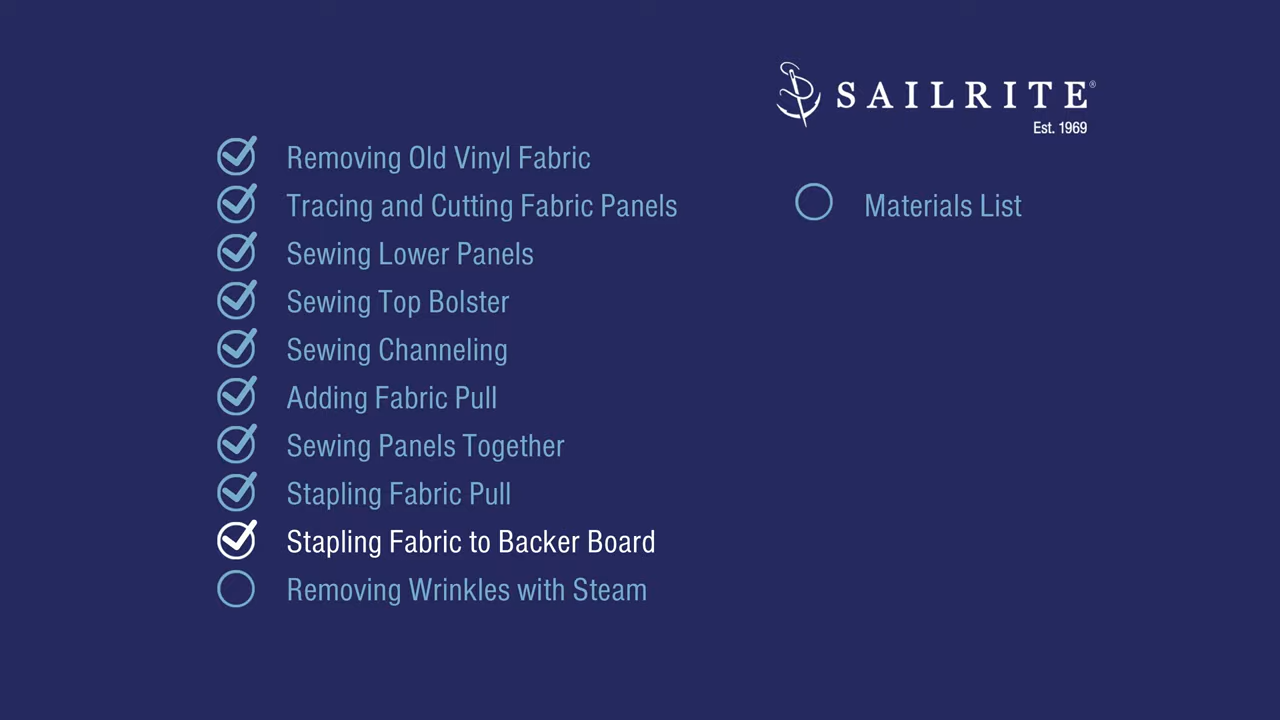 SAILRITE®
Est. 1969
Removing Old Vinyl Fabric
Tracing and Cutting Fabric Panels
Sewing Lower Panels
Sewing Top Bolster
Sewing Channeling
Adding Fabric Pull
Sewing Panels Together
Stapling Fabric Pull
Stapling Fabric to Backer Board
Removing Wrinkles with Steam
Materials List